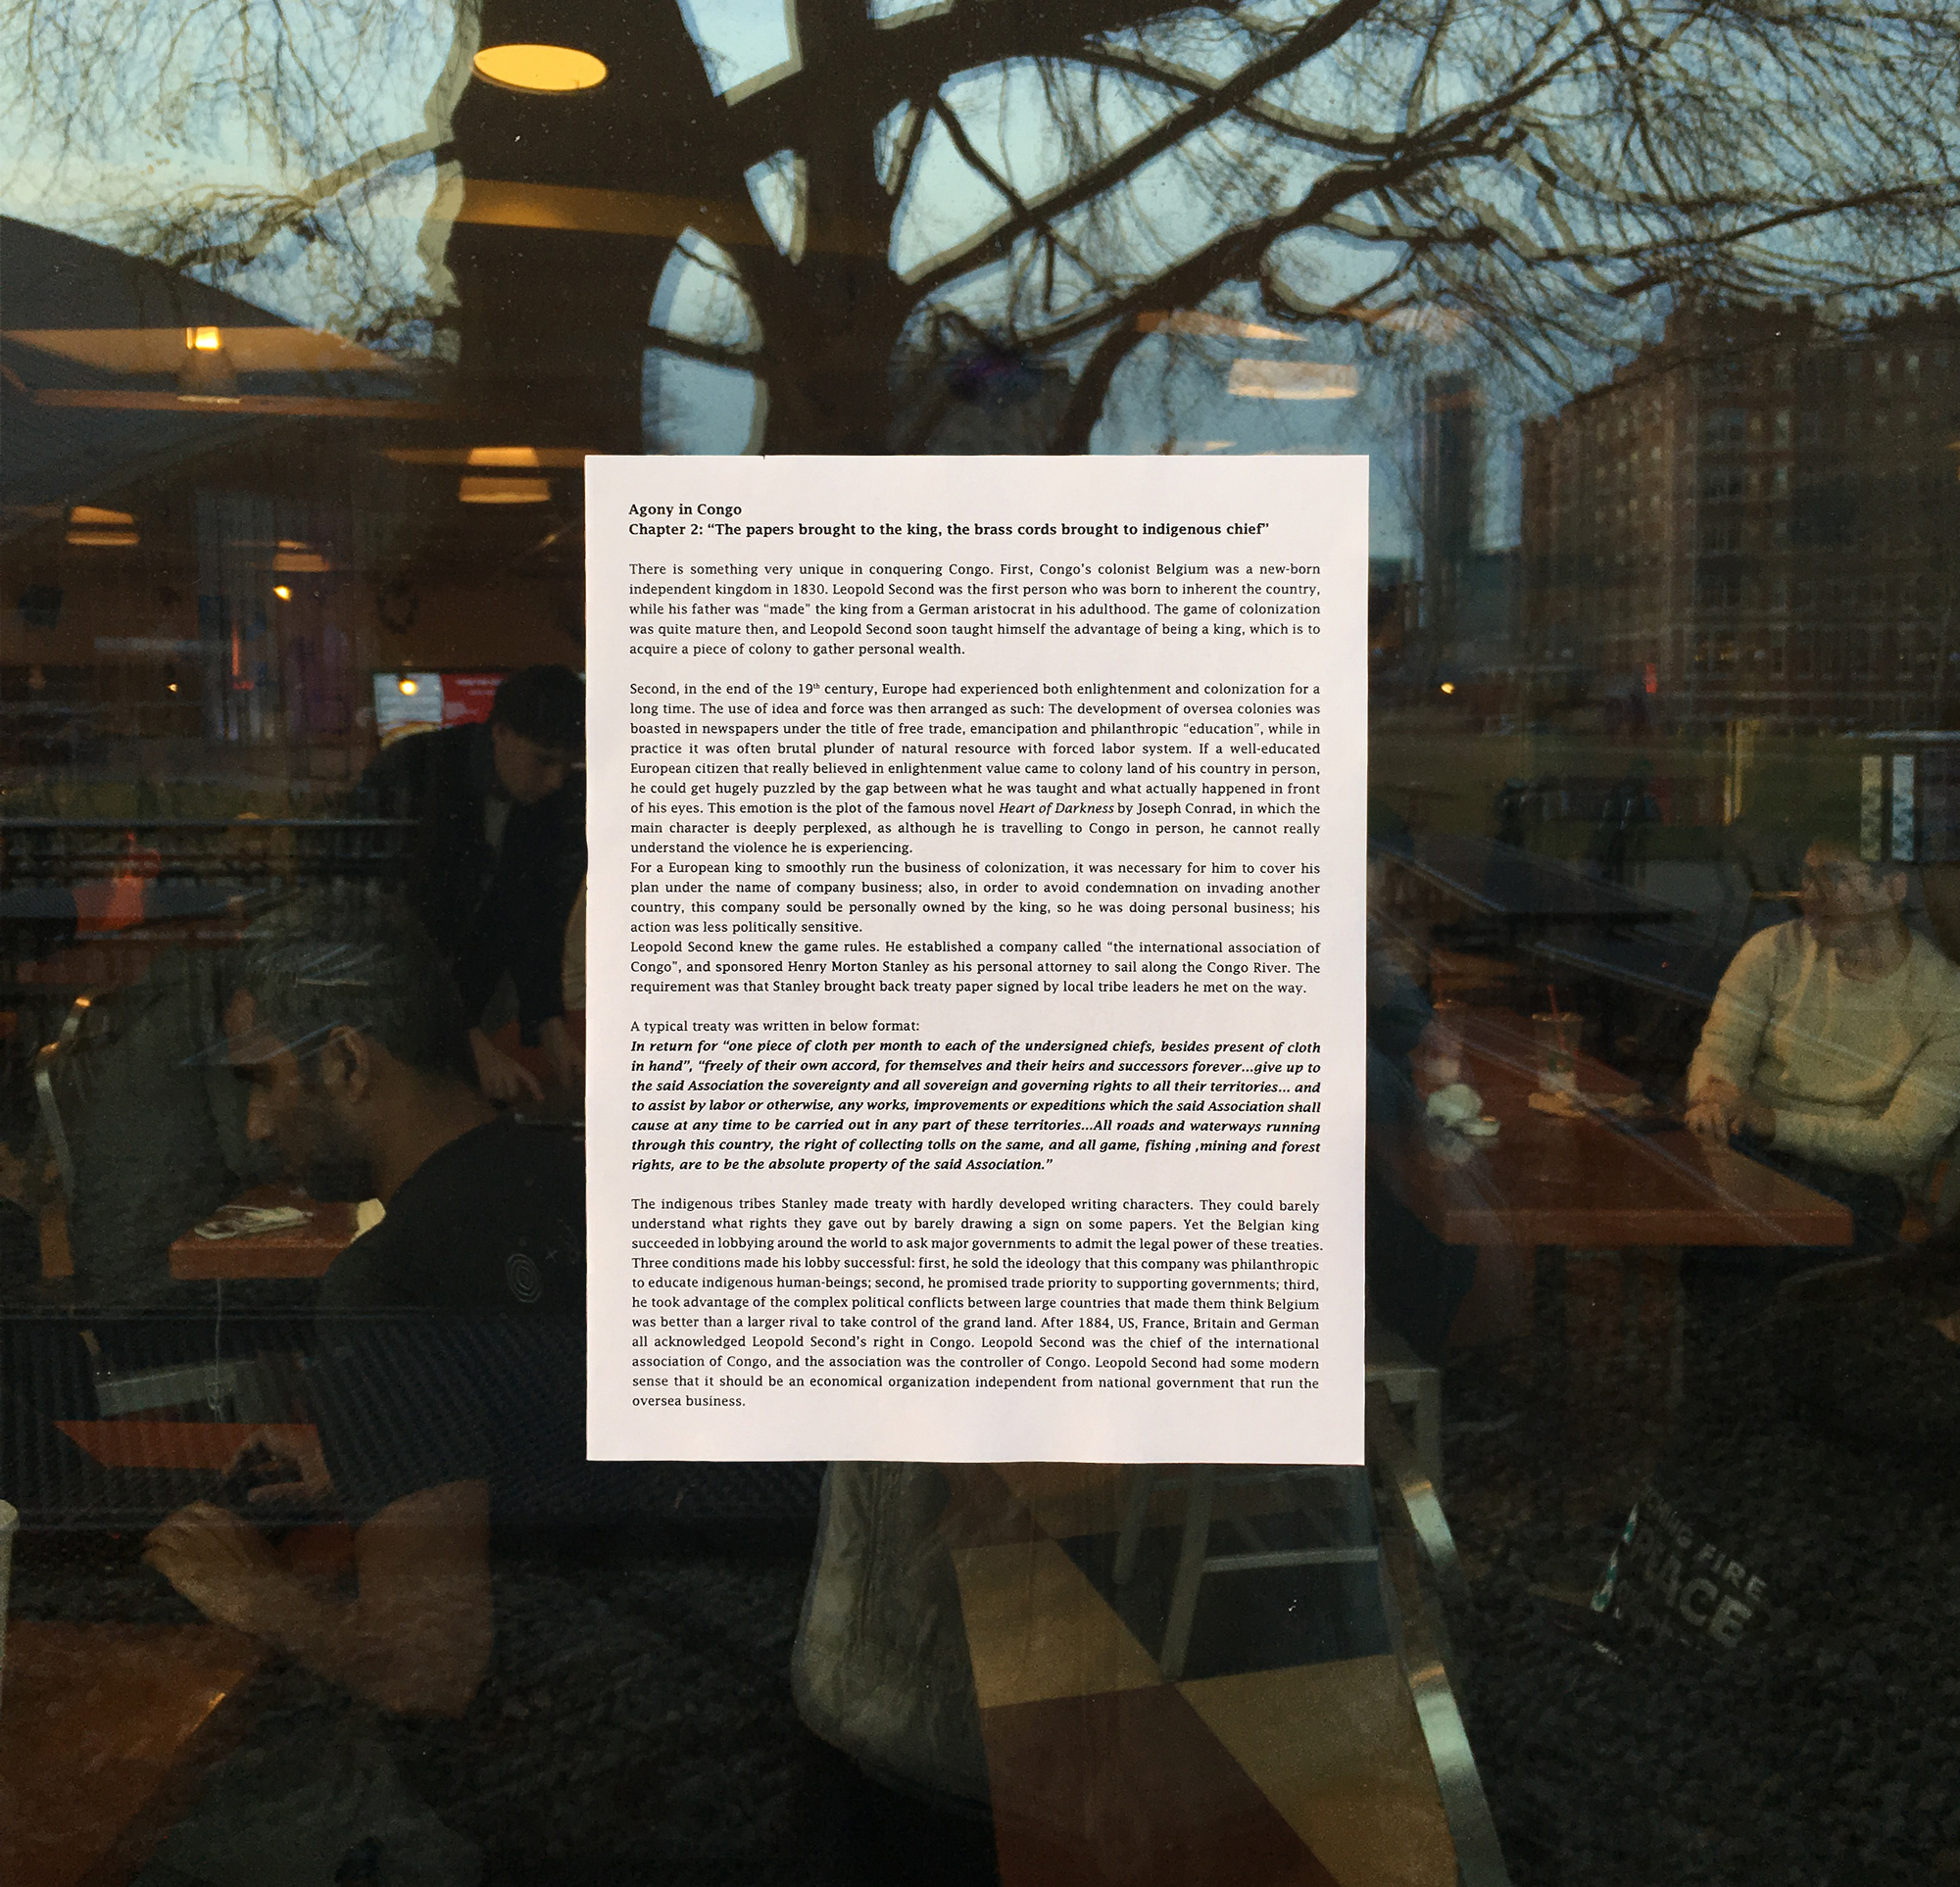 Agony in Congo
Chapter 2: “The papers brought to the king, the brass cords brought to indigenous chief”
There is something very unique in conquering Congo. First, Congo’s colonist Belgium was a new-born
independent kingdom in 1830. Leopold Second was the first person who was born to inherent the country,
while his father was “made” the king from a German aristocrat in his adulthood. The game of colonization
was quite mature then, and Leopold Second soon taught himself the advantage of being a king, which is to
acquire a piece of colony to gather personal wealth.
Second, in the end of the 19th century, Europe had experienced both enlightenment and colonization for a
long time. The use of idea and force was then arranged as such: The development of oversea colonies was
boasted in newspapers under the title of free trade, emancipation and philanthropic “education”, while in
practice it was often brutal plunder of natural resource with forced labor system. If a well-educated
European citizen that really believed in enlightenment value came to colony land of his country in person,
he could get hugely puzzled by the gap between what he was taught and what actually happened in front
of his eyes. This emotion is the plot of the famous novel Heart of Darkness by Joseph Conrad, in which the
main character is deeply perplexed, as although he is travelling to Congo in person, he cannot really
understand the violence he is experiencing.
For a European king to smoothly run the business of colonization, it was necessary for him to cover his
plan under the name of company business; also, in order to avoid condemnation on invading another
country, this company sould be personally owned by the king, so he was doing personal business; his
action was less politically sensitive.
Leopold Second knew the game rules. He established a company called “the international association of
Congo”, and sponsored Henry Morton Stanley as his personal attorney to sail along the Congo River. The
requirement was that Stanley brought back treaty paper signed by local tribe leaders he met on the way.
A typical treaty was written in below format:
In return for “one piece of cloth per month to each of the undersigned chiefs, besides present of cloth
in hand”, “freely of their own accord, for themselves and their heirs and successors forever...give up to
the said Association the sovereignty and all sovereign and governing rights to all their territories... and
to assist by labor or otherwise, any works, improvements or expeditions which the said Association shall
cause at any time to be carried out in any part of these territories...All roads and waterways running
through this country, the right of collecting tolls on the same, and all game, fishing ,mining and forest
rights, are to be the absolute property of the said Association.”
The indigenous tribes Stanley made treaty with hardly developed writing characters. They could barely
understand what rights they gave out by barely drawing a sign on some papers. Yet the Belgian king
succeeded in lobbying around the world to ask major governments to admit the legal power of these treaties.
Three conditions made his lobby successful: first, he sold the ideology that this company was philanthropic
to educate indigenous human-beings; second, he promised trade priority to supporting governments; third,
he took advantage of the complex political conflicts between large countries that made them think Belgium
was better than a larger rival to take control of the grand land. After 1884, US, France, Britain and German
all acknowledged Leopold Second’s right in Congo. Leopold Second was the chief of the international
association of Congo, and the association was the controller of Congo. Leopold Second had some modern
sense that it should be an economical organization independent from national government that run the
oversea business.
FIRE
PLACE